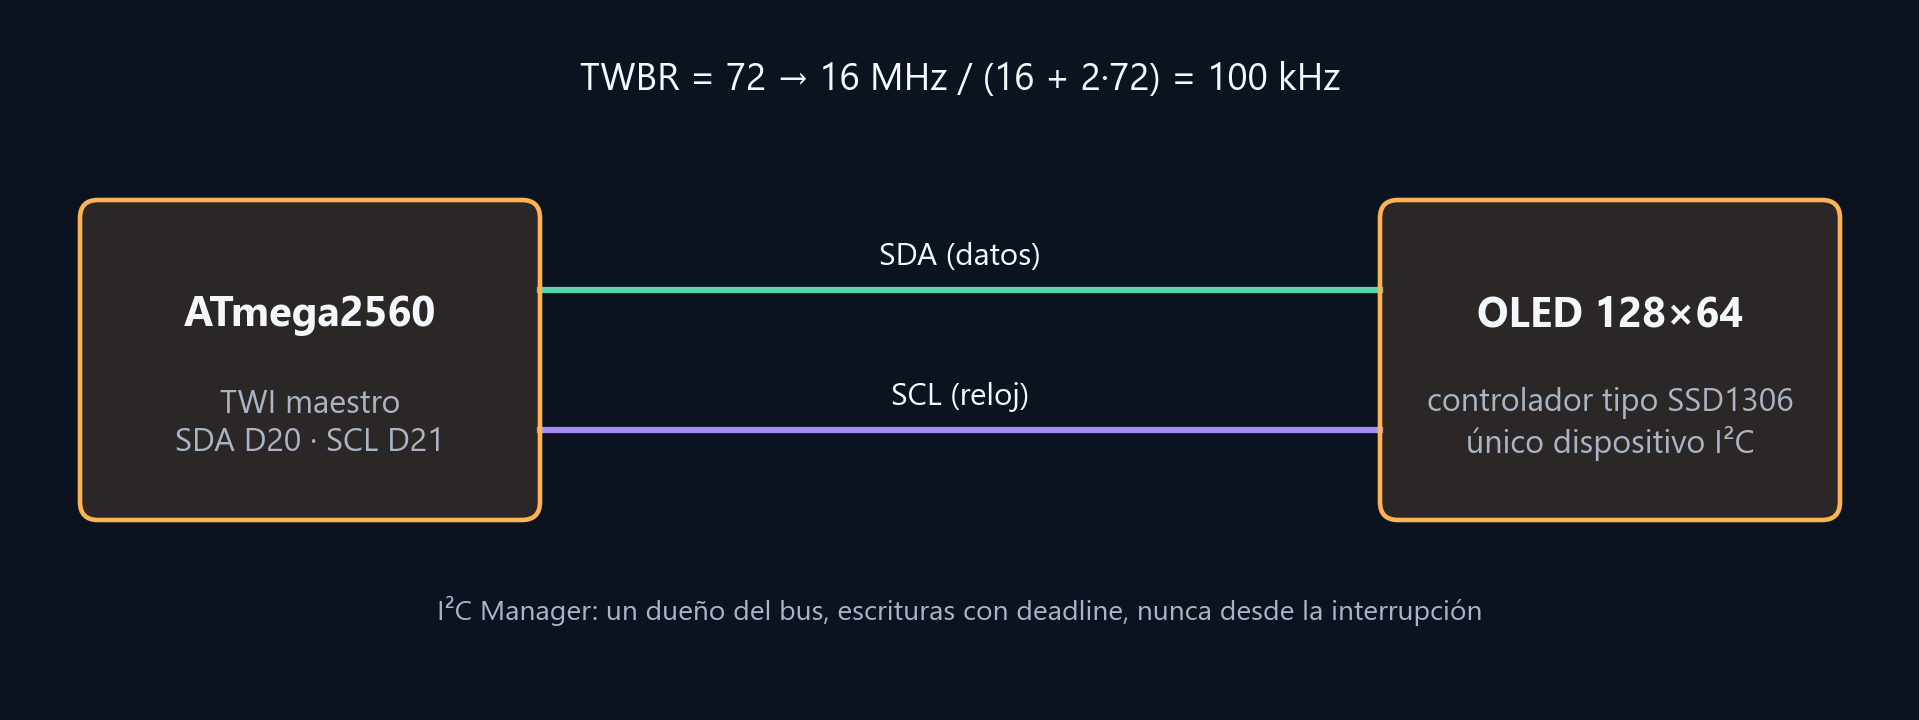 TWBR = 72 → 16 MHz / (16 + 2·72) = 100 kHz
SDA (datos)
ATmega2560
OLED 128×64
TWI maestro
SDA D20 · SCL D21
SCL (reloj)
controlador tipo SSD1306
único dispositivo I²C
I²C Manager: un dueño del bus, escrituras con deadline, nunca desde la interrupción